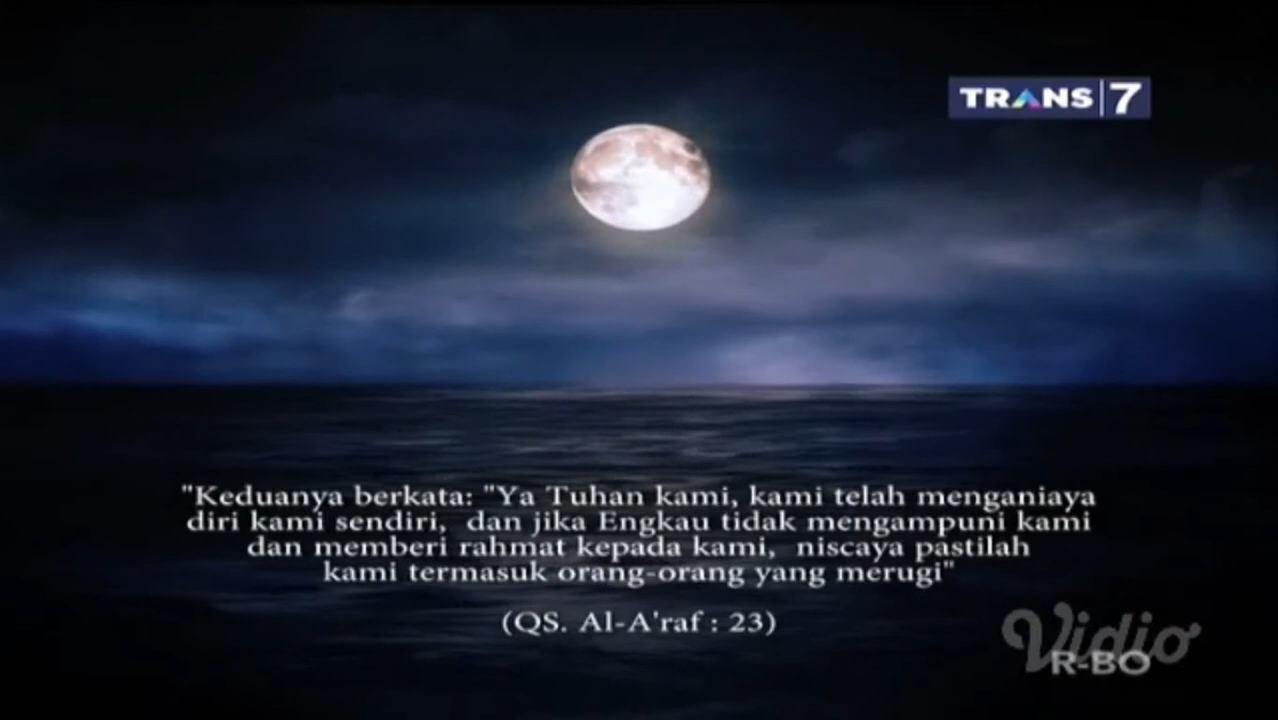 TRANS|7
"Keduanya berkata: "Ya Tuhan kami, kami telah menganiaya
diri kami sendiri, dan jika Engkau tidak mengampuni kami
dan memberi rahmat kepada kami, niscaya pastilah
kami termasuk orang-orang yang merugi"
(QS. Al-A'raf : 23)
Vidio
R-BO